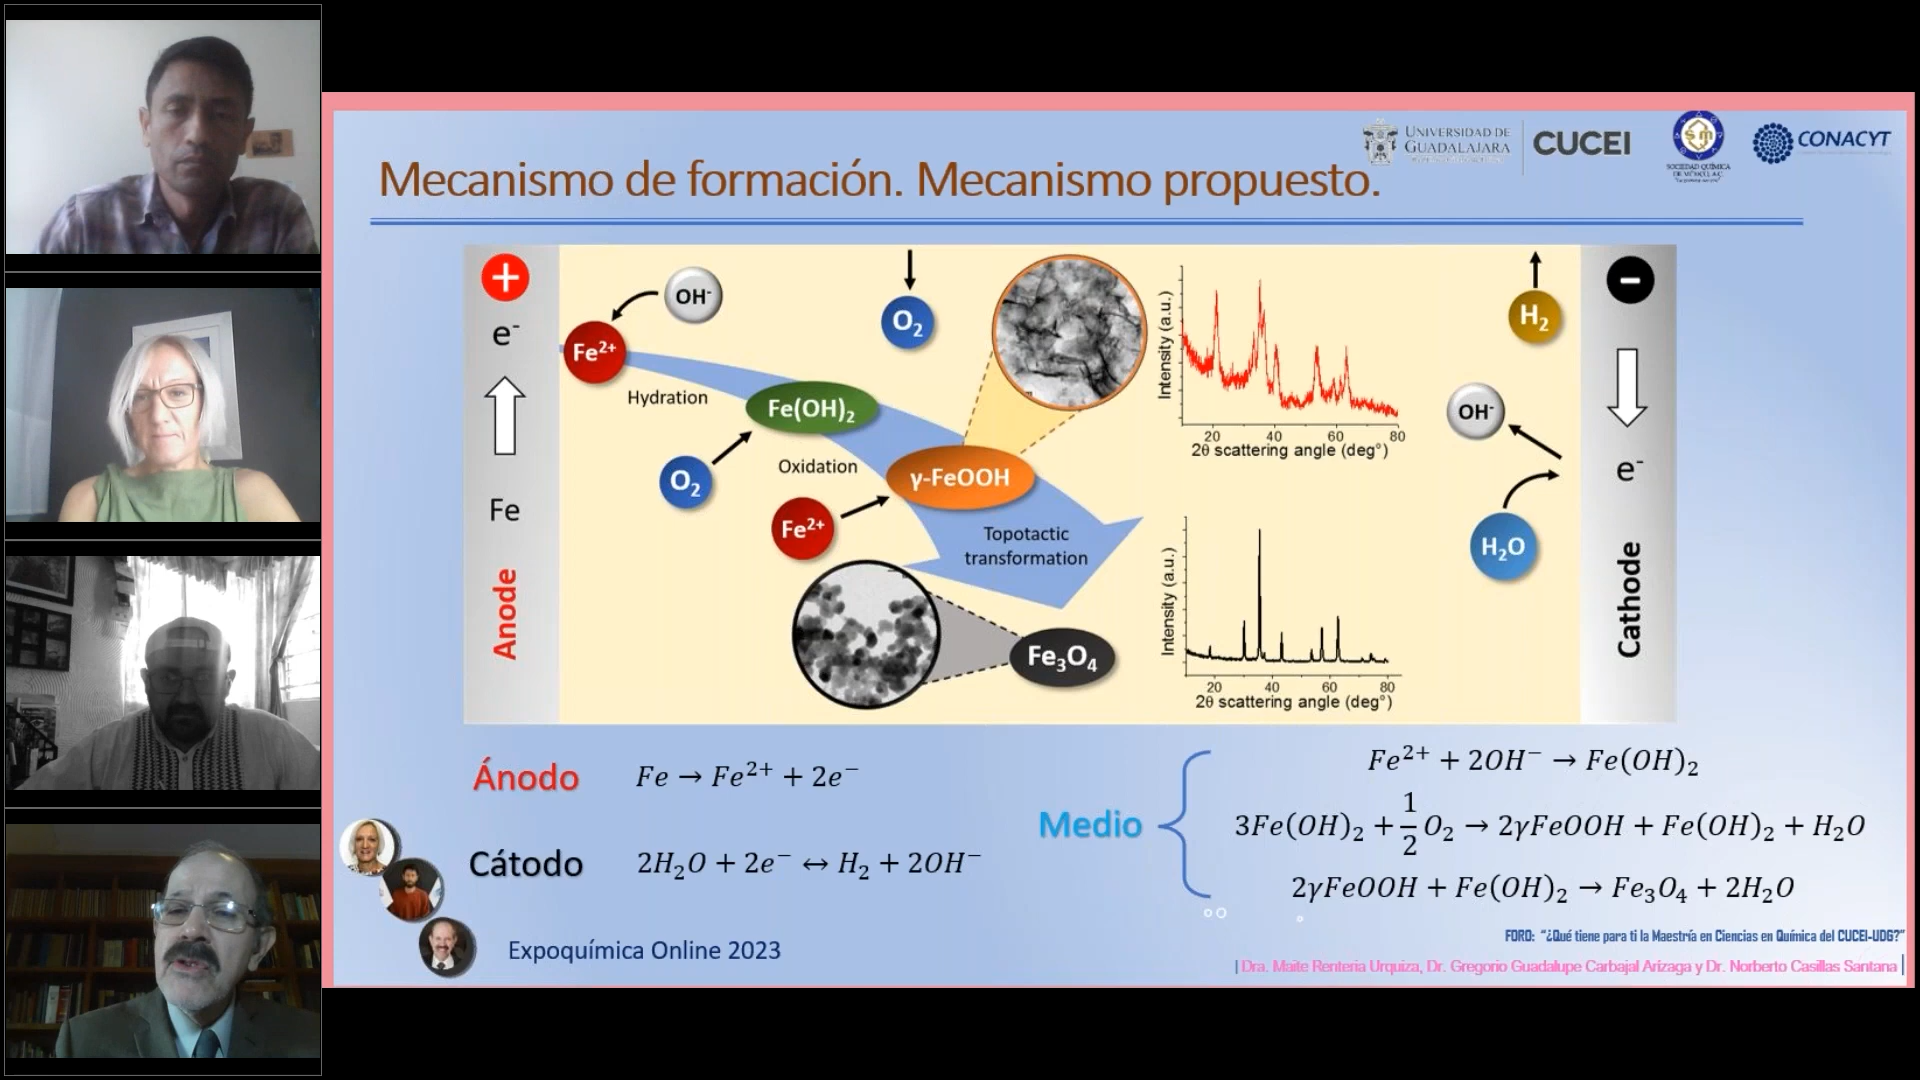 UNIVERSIDAD DE
GUADALAJARA
CUCEI
SOCIEDAD QUÍMICA
DE MÉXICO, A.C.
CONACYT
Mecanismo de formación. Mecanismo propuesto.
+
e⁻
Fe
Anode
OH⁻
Fe²⁺
Hydration
Fe(OH)₂
O₂
O₂
Oxidation
γ-FeOOH
Fe²⁺
Topotactic
transformation
Fe₃O₄
Intensity (a.u.)
20 40 60 80
2θ scattering angle (deg°)
Intensity (a.u.)
20 40 60 80
2θ scattering angle (deg°)
H₂
OH⁻
H₂O
-
e⁻
Cathode
Ánodo Fe → Fe²⁺ + 2e⁻
Cátodo 2H₂O + 2e⁻ ↔ H₂ + 2OH⁻
Medio
Fe²⁺ + 2OH⁻ → Fe(OH)₂
3Fe(OH)₂ + 1/2 O₂ → 2γFeOOH + Fe(OH)₂ + H₂O
2γFeOOH + Fe(OH)₂ → Fe₃O₄ + 2H₂O
Expoquímica Online 2023
FORO: "¿Qué tiene para ti la Maestría en Ciencias en Química del CUCEI-UDG?"
| Dra. Maite Renteria Urquiza, Dr. Gregorio Guadalupe Carbajal Arizaga y Dr. Norberto Casillas Santana |